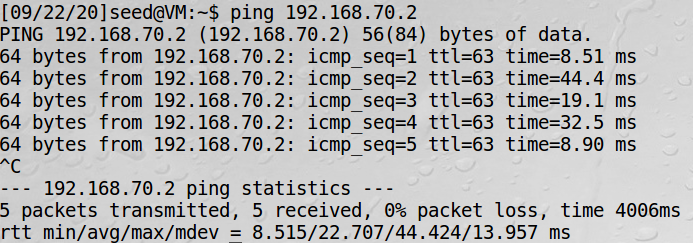 [09/22/20]seed@VM:~$ ping 192.168.70.2
PING 192.168.70.2 (192.168.70.2) 56(84) bytes of data.
64 bytes from 192.168.70.2: icmp_seq=1 ttl=63 time=8.51 ms
64 bytes from 192.168.70.2: icmp_seq=2 ttl=63 time=44.4 ms
64 bytes from 192.168.70.2: icmp_seq=3 ttl=63 time=19.1 ms
64 bytes from 192.168.70.2: icmp_seq=4 ttl=63 time=32.5 ms
64 bytes from 192.168.70.2: icmp_seq=5 ttl=63 time=8.90 ms
^C
--- 192.168.70.2 ping statistics ---
5 packets transmitted, 5 received, 0% packet loss, time 4006ms
rtt min/avg/max/mdev = 8.515/22.707/44.424/13.957 ms